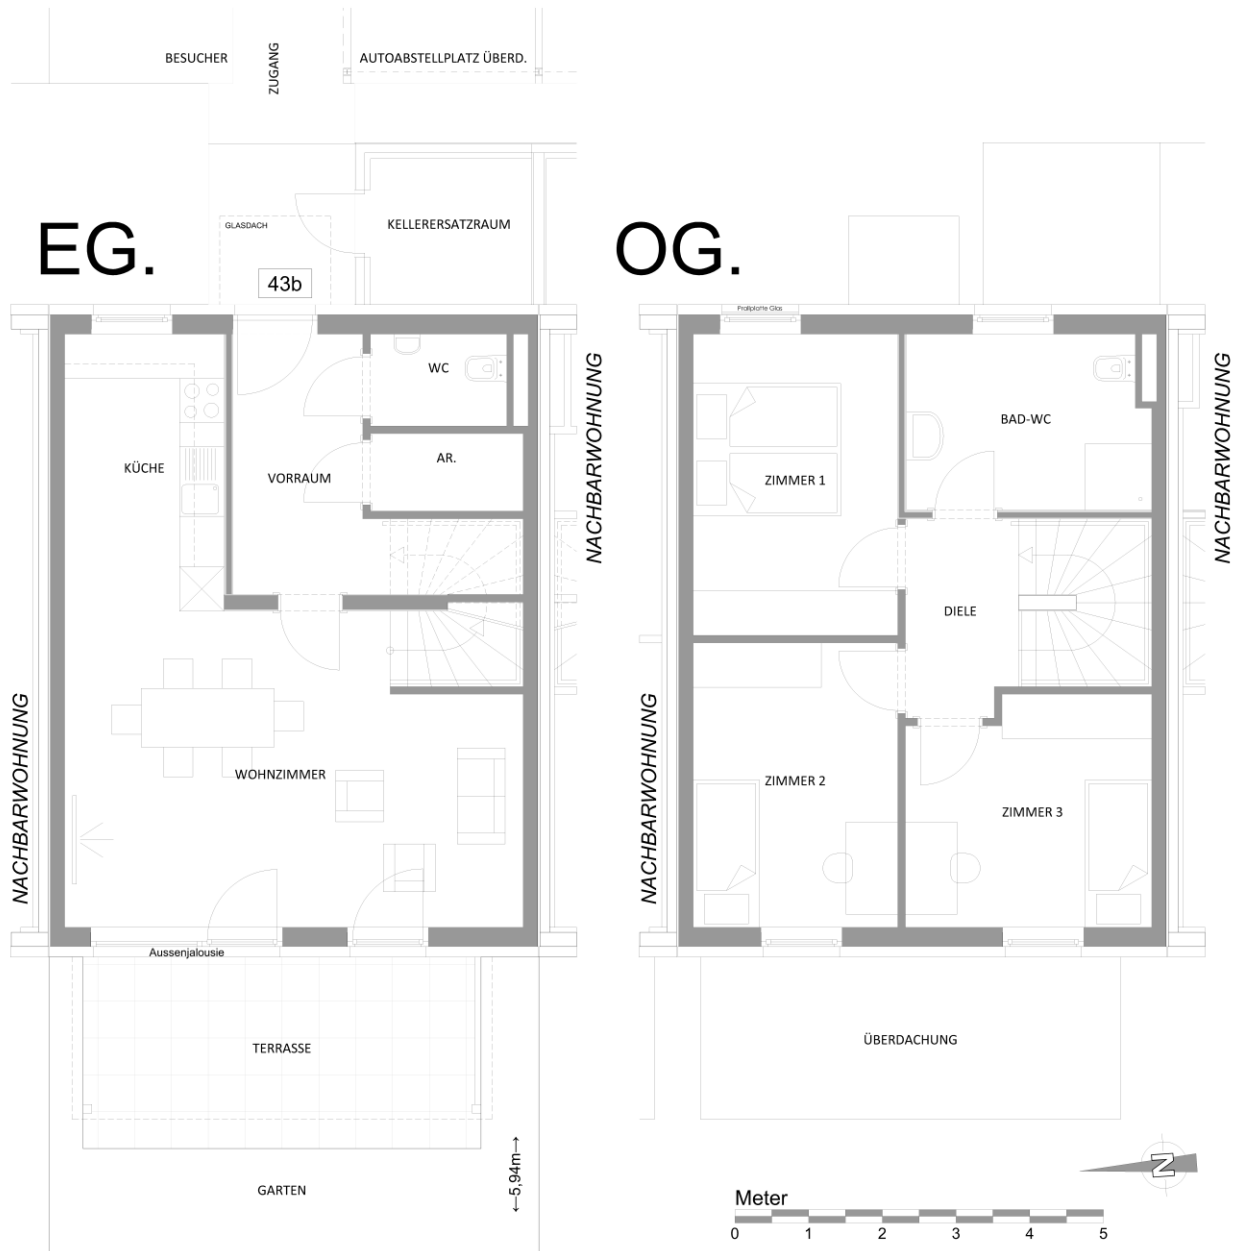 BESUCHER
ZUGANG
AUTOABSTELLPLATZ ÜBERD.
GLASDACH
KELLERERSATZRAUM
EG.
43b
OG.
Prallplatte Glas
WC
KÜCHE
VORRAUM
AR.
NACHBARWOHNUNG
ZIMMER 1
BAD-WC
NACHBARWOHNUNG
DIELE
NACHBARWOHNUNG
WOHNZIMMER
NACHBARWOHNUNG
ZIMMER 2
ZIMMER 3
Aussenjalousie
TERRASSE
ÜBERDACHUNG
GARTEN
←5,94m→
N
Meter
0 1 2 3 4 5